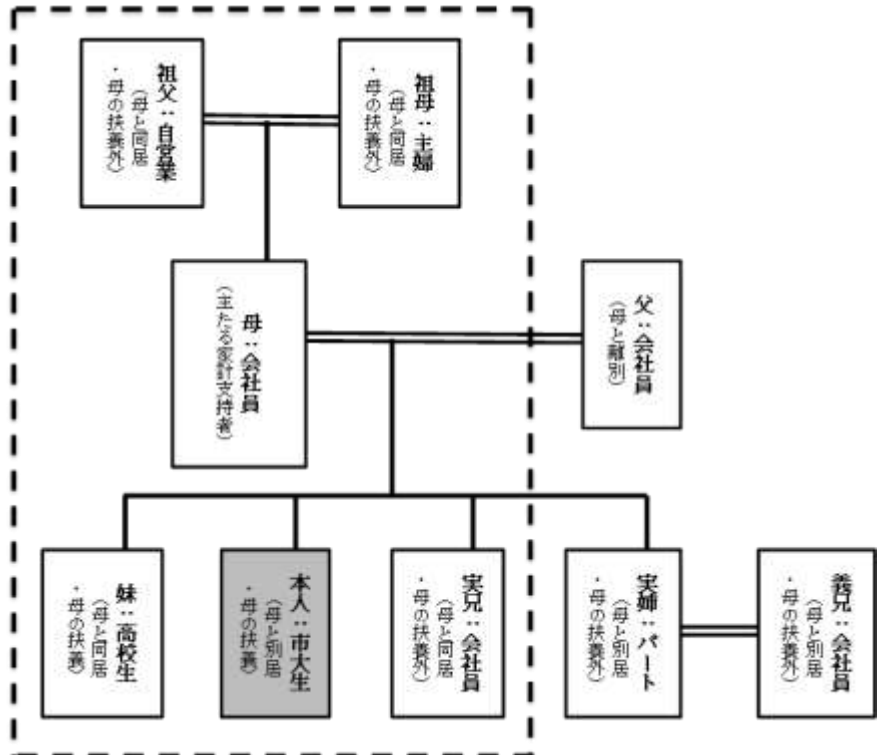 祖父：自営業
（母と同居
・母の扶養外）
祖母：主婦
（母と同居
・母の扶養外）
母：会社員
（主たる家計支持者）
父：会社員
（母と離別）
妹：高校生
（母と同居
・母の扶養）
本人：市大生
（母と別居
・母の扶養）
実兄：会社員
（母と同居
・母の扶養外）
実姉：パート
（母と別居
・母の扶養外）
義兄：会社員
（母と別居
・母の扶養外）